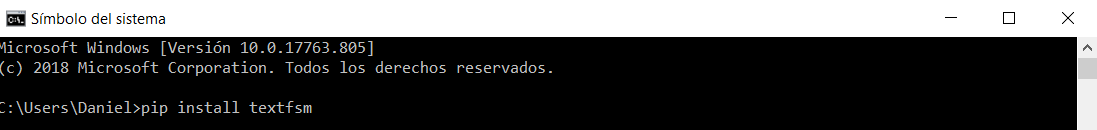 Símbolo del sistema
Microsoft Windows [Versión 10.0.17763.805]
(c) 2018 Microsoft Corporation. Todos los derechos reservados.
C:\Users\Daniel>pip install textfsm